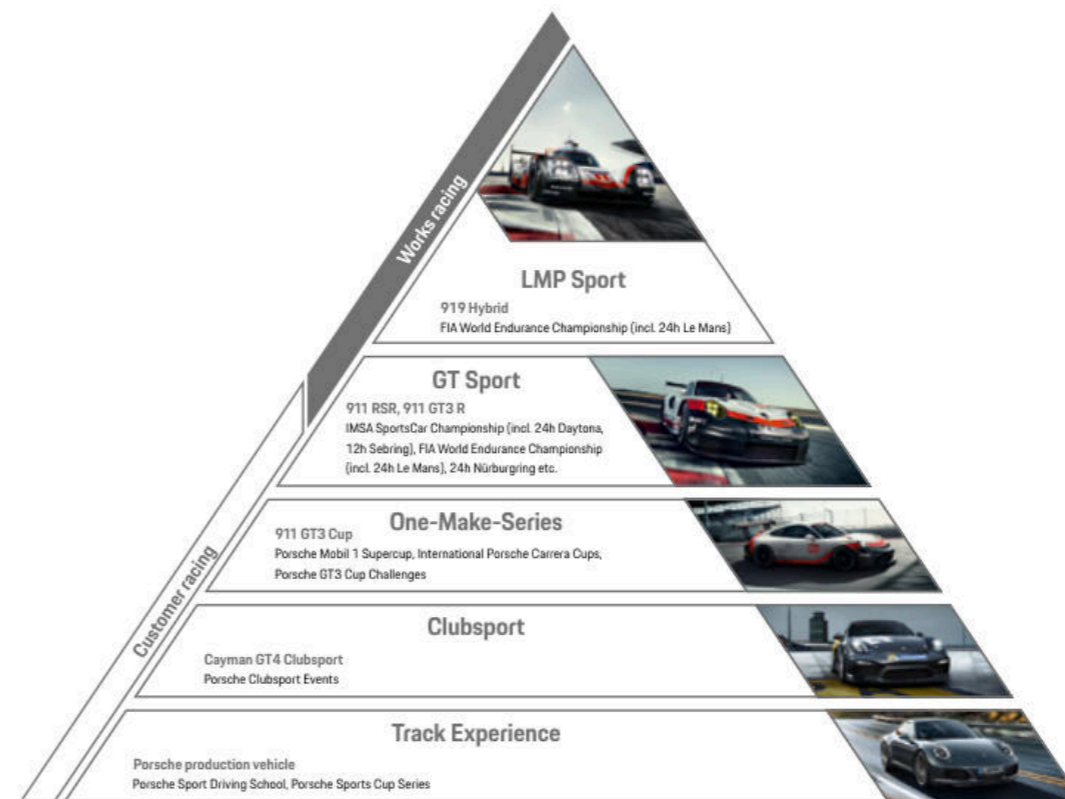 Works racing
LMP Sport
919 Hybrid
FIA World Endurance Championship (incl. 24h Le Mans)
GT Sport
911 RSR, 911 GT3 R
IMSA SportsCar Championship (incl. 24h Daytona,
12h Sebring), FIA World Endurance Championship
(incl. 24h Le Mans), 24h Nürburgring etc.
Customer racing
One-Make-Series
911 GT3 Cup
Porsche Mobil 1 Supercup, International Porsche Carrera Cups,
Porsche GT3 Cup Challenges
Clubsport
Cayman GT4 Clubsport
Porsche Clubsport Events
Track Experience
Porsche production vehicle
Porsche Sport Driving School, Porsche Sports Cup Series